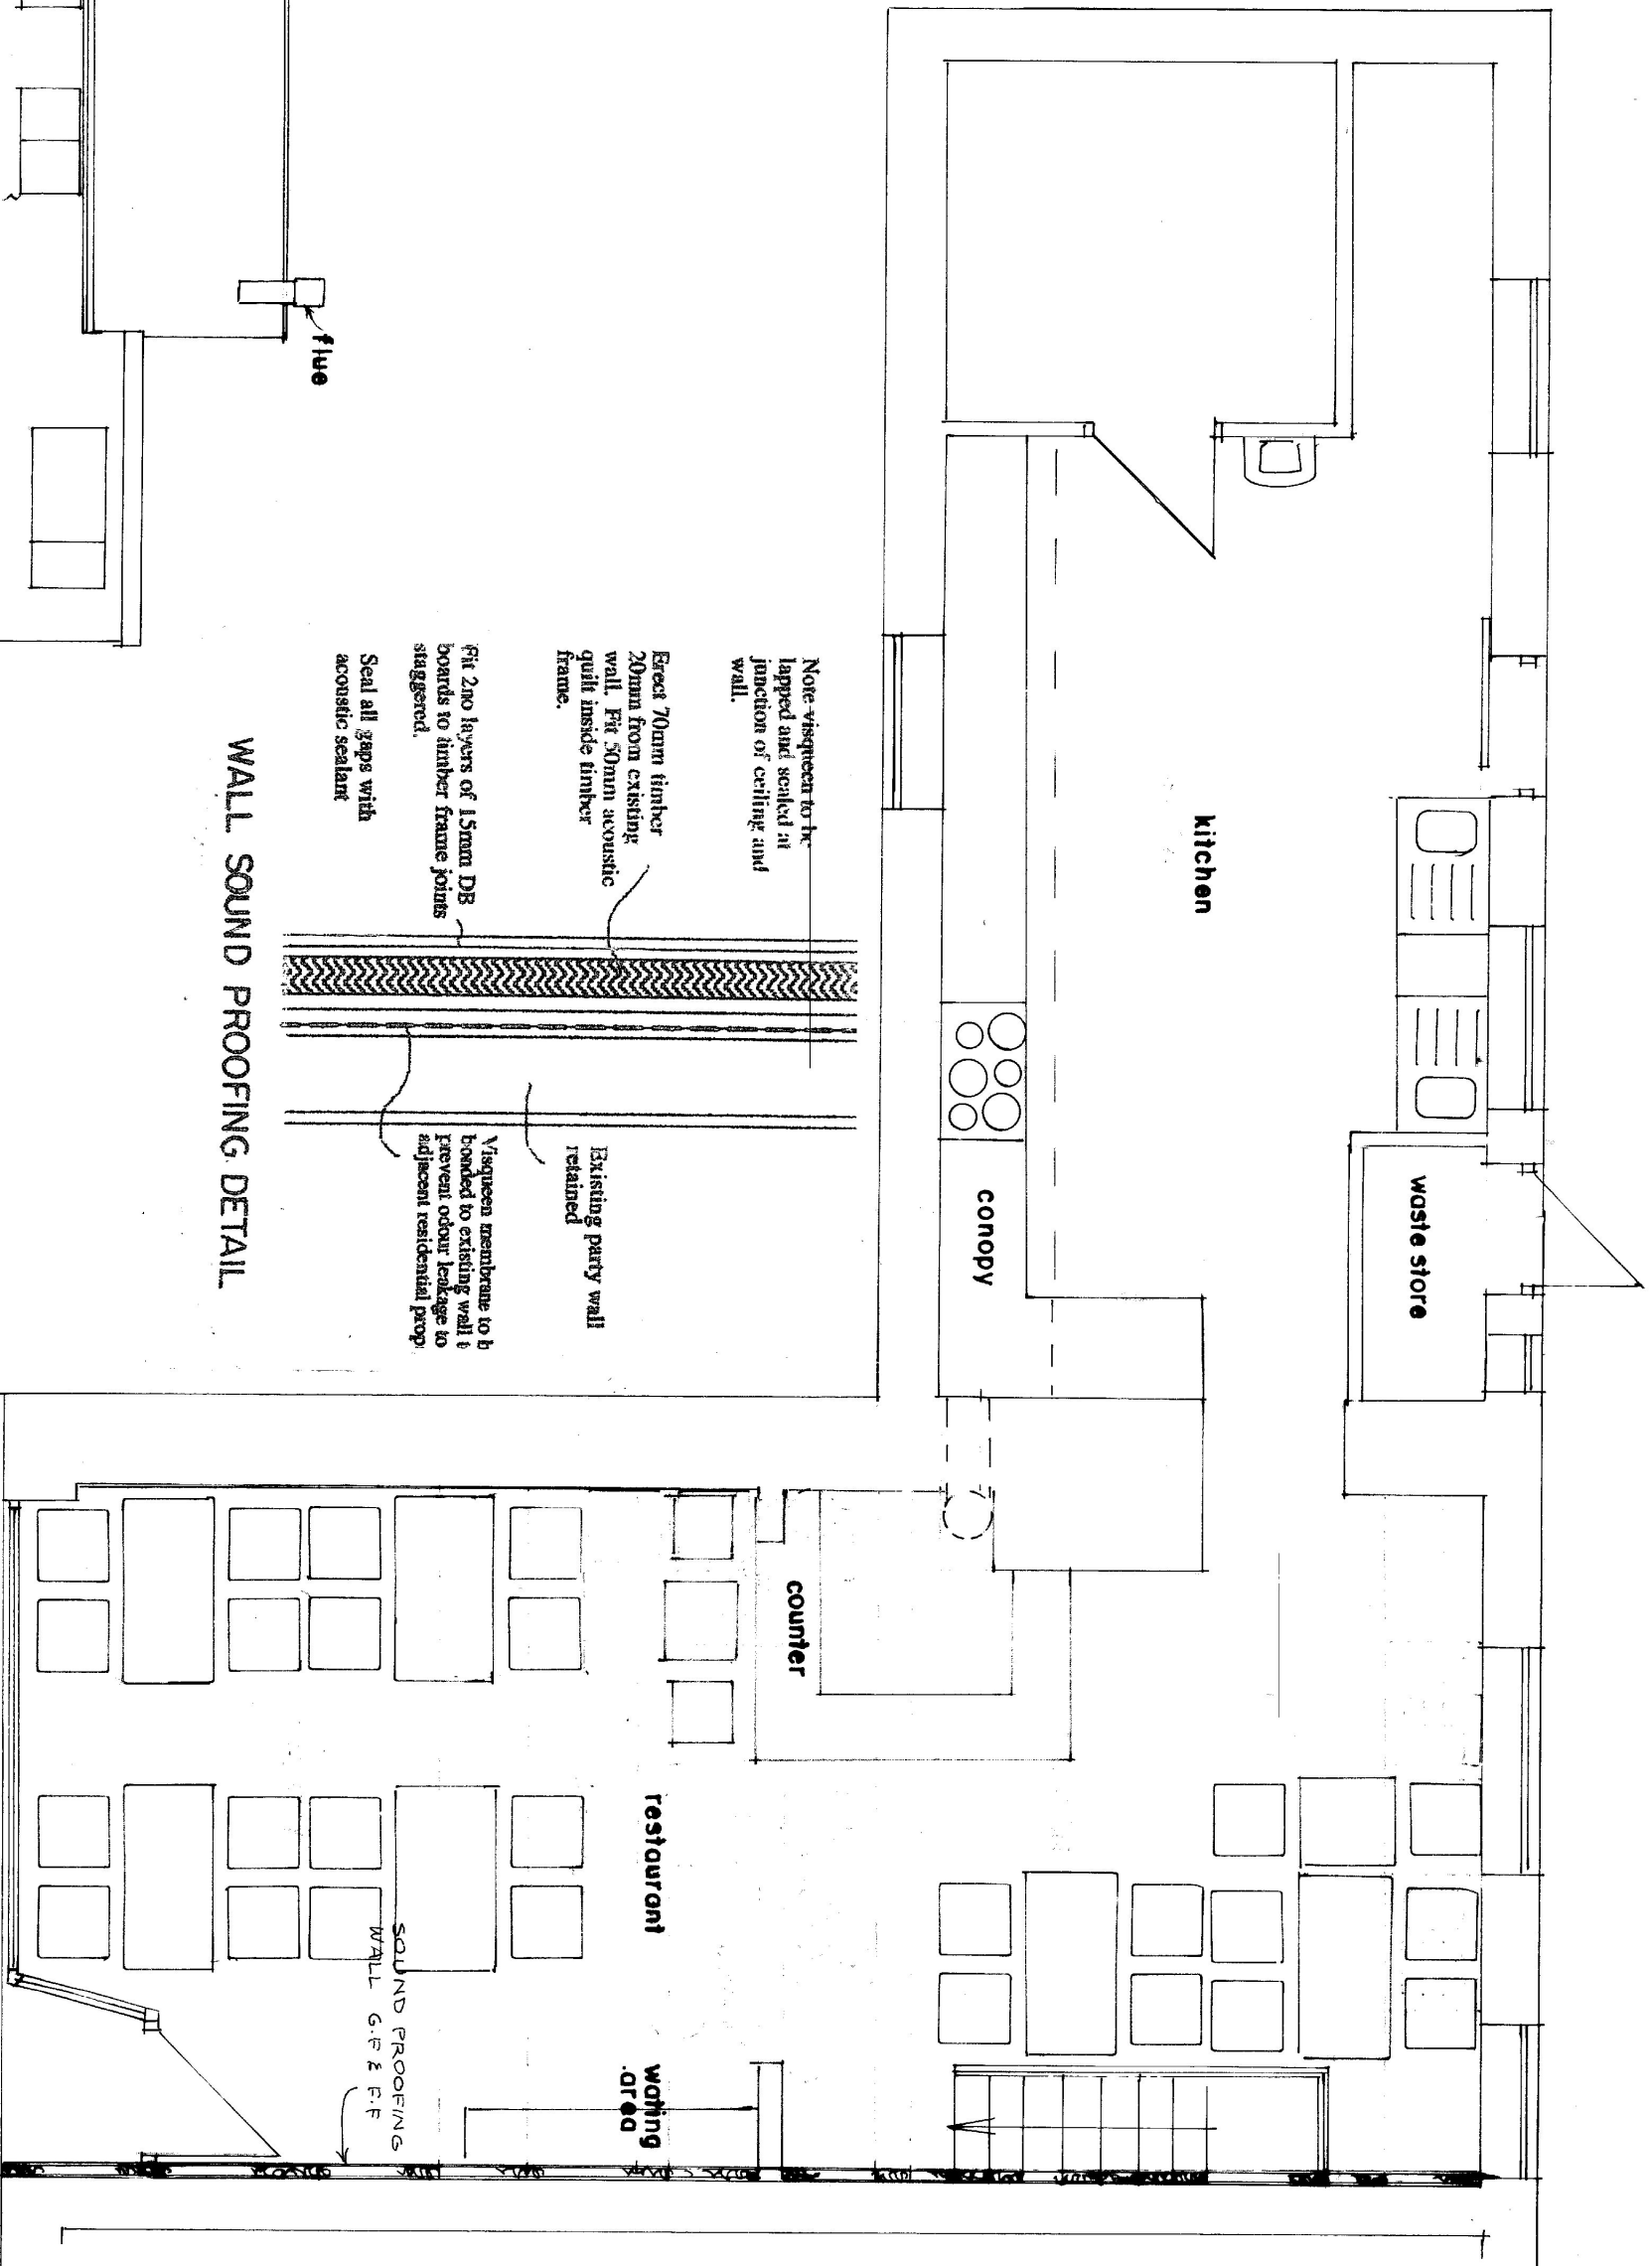 kitchen
waste store
conopy
flue
Note visqueen to be
lapped and sealed at
junction of ceiling and
wall.
Erect 70mm timber
20mm from existing
wall. Fit 50mm acoustic
quilt inside timber
frame.
Fit 2no layers of 15mm DB
boards to timber frame joints
staggered.
Seal all gaps with
acoustic sealant
Existing party wall
retained
Visqueen membrane to b
bonded to existing wall t
prevent odour leakage to
adjacent residential prop
WALL SOUND PROOFING DETAIL
counter
restaurant
wating
.area
SOUND PROOFING
WALL G.F & F.F